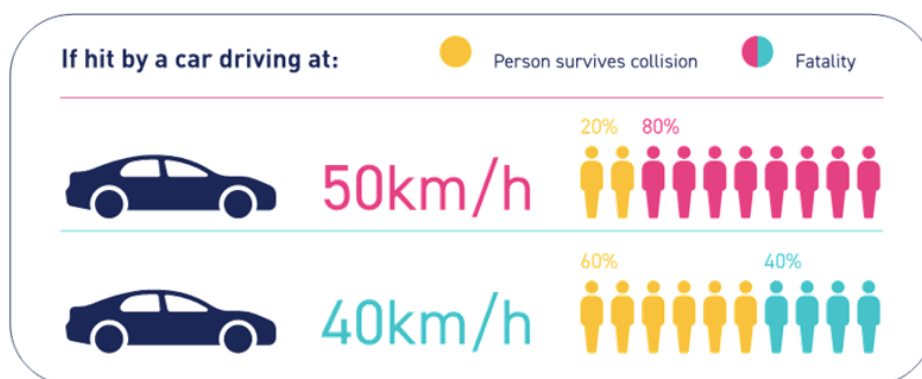 If hit by a car driving at: Person survives collision Fatality
20% 80%
50km/h
60% 40%
40km/h